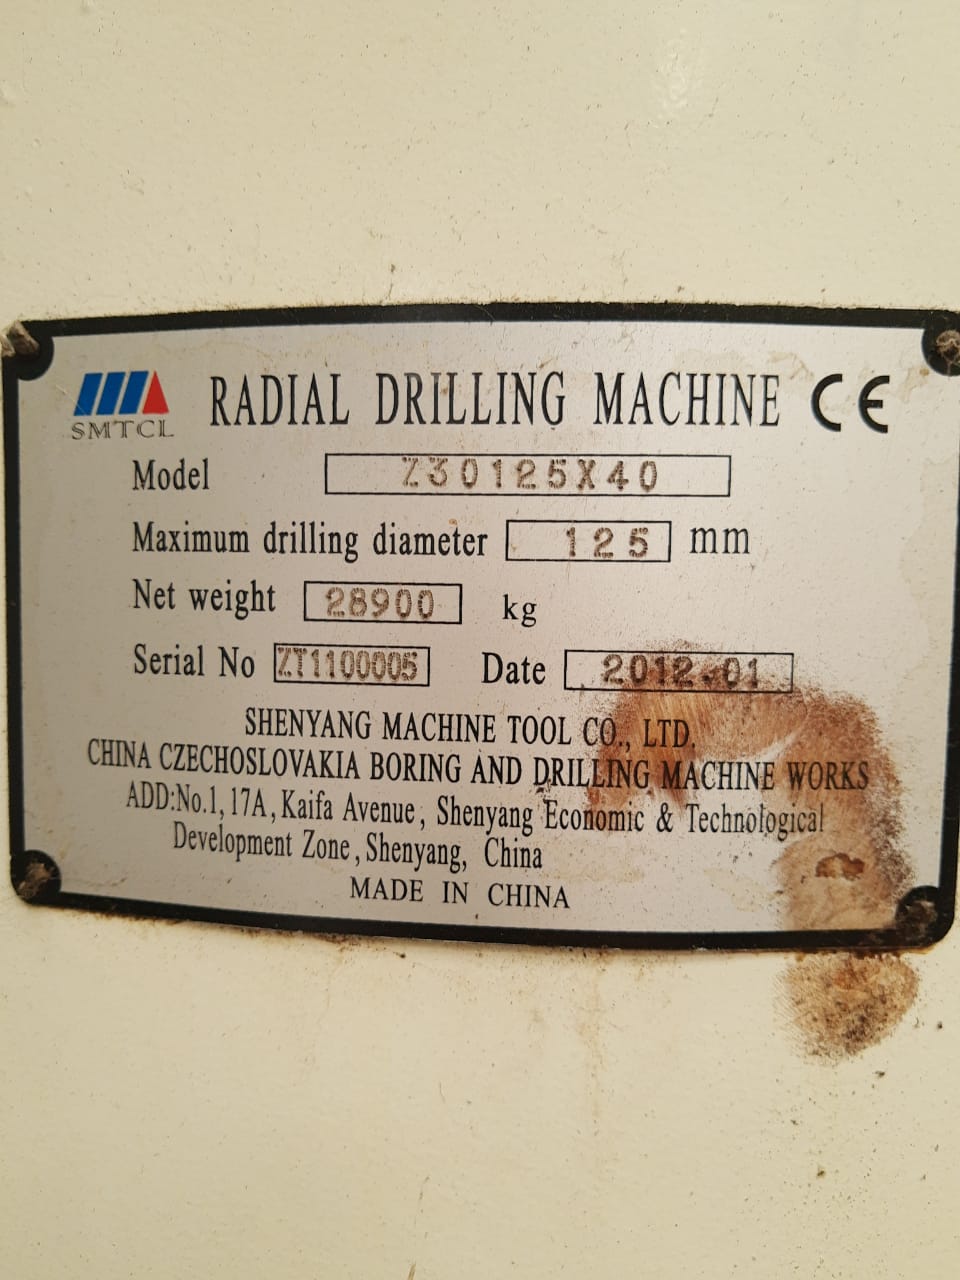 SMTCL
RADIAL DRILLING MACHINE CE
Model Z30125X40
Maximum drilling diameter 125 mm
Net weight 28900 kg
Serial No ZT1100005 Date 2012.01
SHENYANG MACHINE TOOL CO., LTD.
CHINA CZECHOSLOVAKIA BORING AND DRILLING MACHINE WORKS
ADD:No.1,17A,Kaifa Avenue, Shenyang Economic & Technological
Development Zone,Shenyang, China
MADE IN CHINA